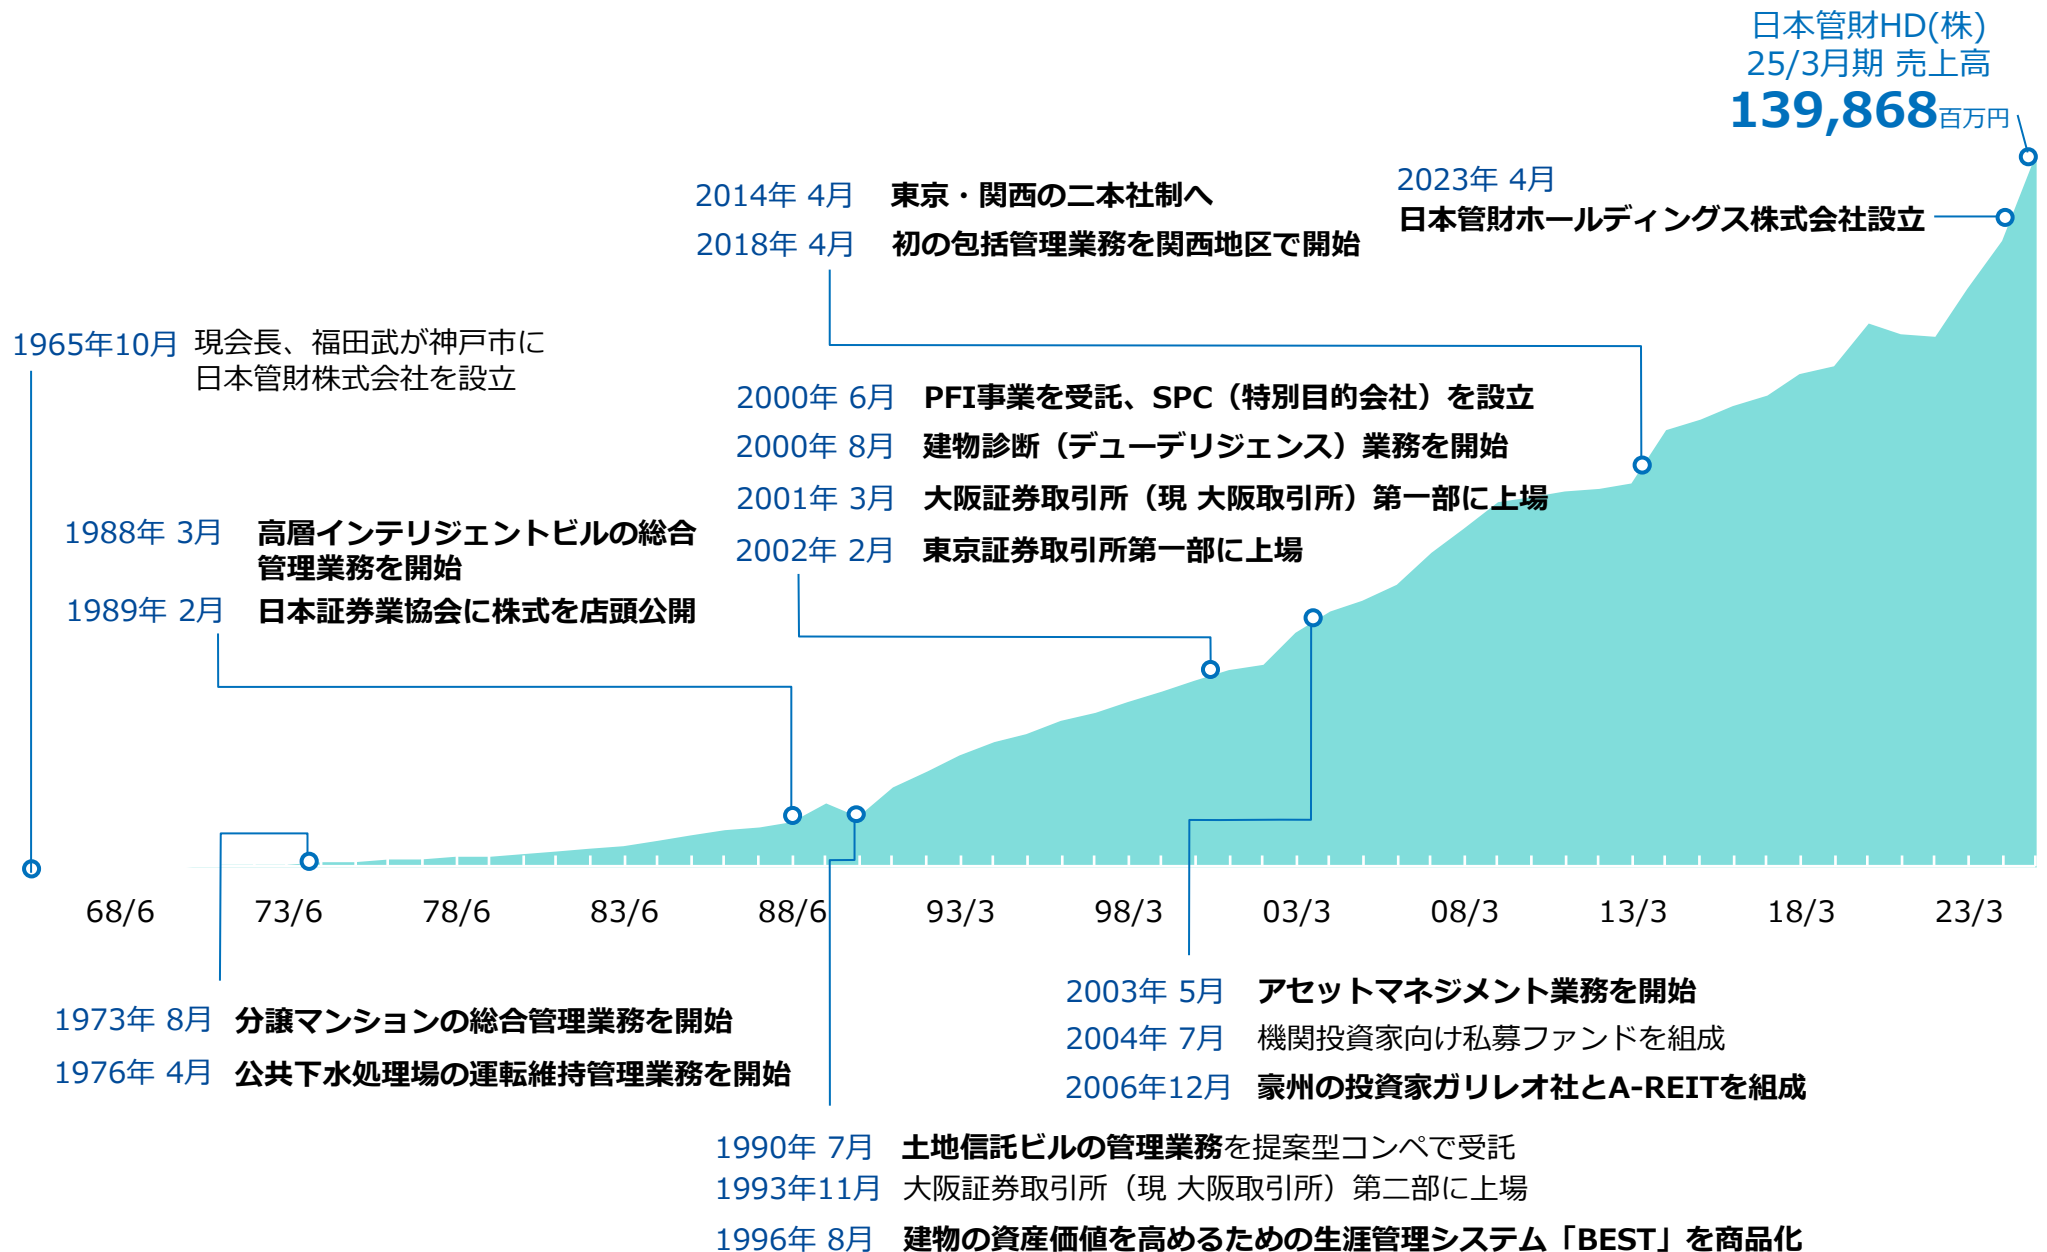 日本管財HD(株)
25/3月期 売上高
139,868百万円
2014年 4月 東京・関西の二本社制へ
2018年 4月 初の包括管理業務を関西地区で開始
2023年 4月
日本管財ホールディングス株式会社設立
1965年10月 現会長、福田武が神戸市に
日本管財株式会社を設立
2000年 6月 PFI事業を受託、SPC（特別目的会社）を設立
2000年 8月 建物診断（デューデリジェンス）業務を開始
2001年 3月 大阪証券取引所（現 大阪取引所）第一部に上場
2002年 2月 東京証券取引所第一部に上場
1988年 3月 高層インテリジェントビルの総合
管理業務を開始
1989年 2月 日本証券業協会に株式を店頭公開
68/6 73/6 78/6 83/6 88/6 93/3 98/3 03/3 08/3 13/3 18/3 23/3
1973年 8月 分譲マンションの総合管理業務を開始
1976年 4月 公共下水処理場の運転維持管理業務を開始
2003年 5月 アセットマネジメント業務を開始
2004年 7月 機関投資家向け私募ファンドを組成
2006年12月 豪州の投資家ガリレオ社とA-REITを組成
1990年 7月 土地信託ビルの管理業務を提案型コンペで受託
1993年11月 大阪証券取引所（現 大阪取引所）第二部に上場
1996年 8月 建物の資産価値を高めるための生涯管理システム「BEST」を商品化